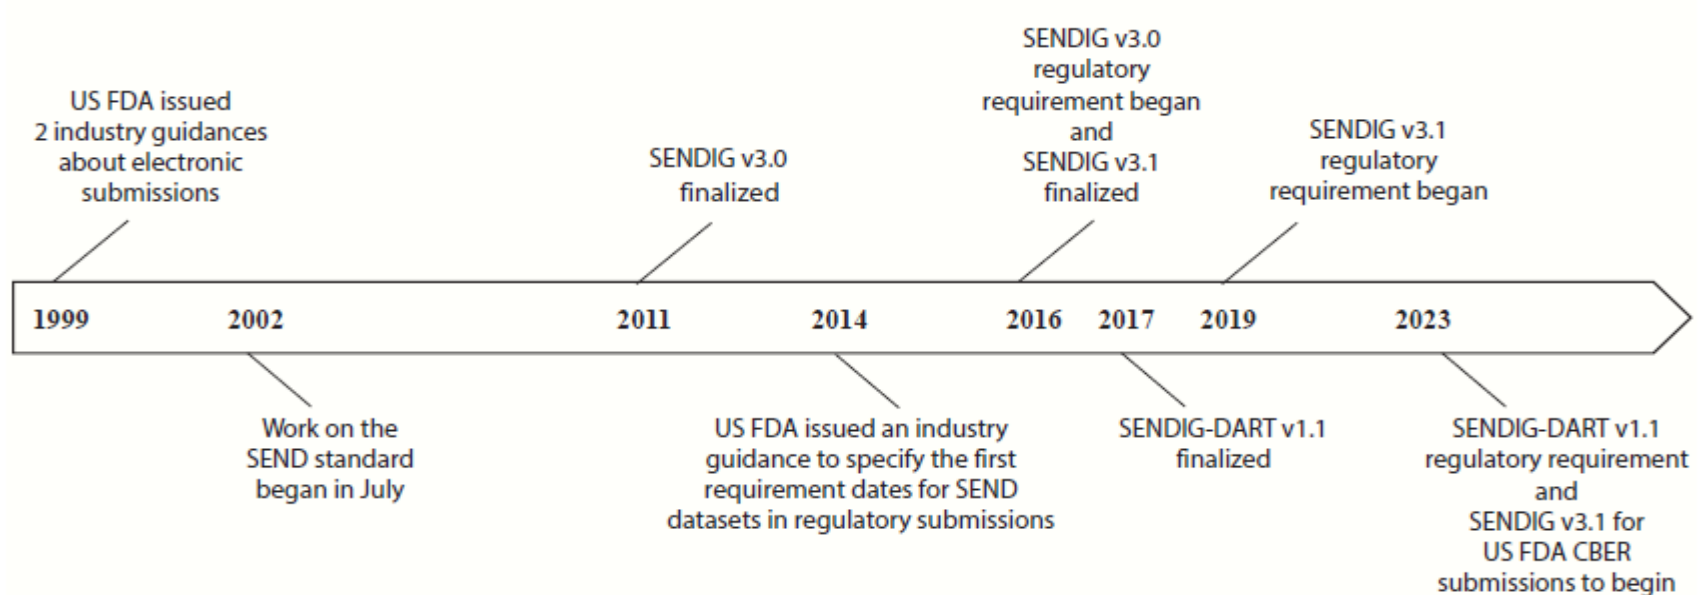 US FDA issued
2 industry guidances
about electronic
submissions
SENDIG v3.0
finalized
SENDIG v3.0
regulatory
requirement began
and
SENDIG v3.1
finalized
SENDIG v3.1
regulatory
requirement began
1999 2002 2011 2014 2016 2017 2019 2023
Work on the
SEND standard
began in July
US FDA issued an industry
guidance to specify the first
requirement dates for SEND
datasets in regulatory submissions
SENDIG-DART v1.1
finalized
SENDIG-DART v1.1
regulatory requirement
and
SENDIG v3.1 for
US FDA CBER
submissions to begin